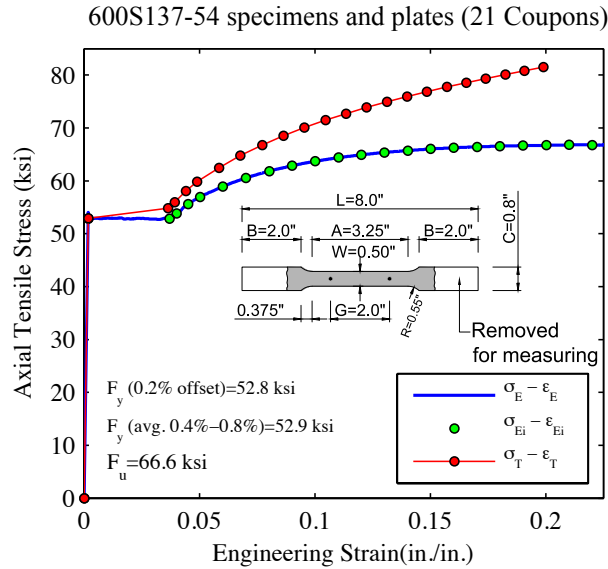 600S137-54 specimens and plates (21 Coupons)
Axial Tensile Stress (ksi)
80
70
60
50
40
30
20
10
0
L=8.0"
B=2.0"
A=3.25"
B=2.0"
C=0.8"
W=0.50"
0.375"
G=2.0"
R=0.55"
Removed
for measuring
F_y (0.2% offset)=52.8 ksi
F_y (avg. 0.4%–0.8%)=52.9 ksi
F_u=66.6 ksi
σ_E – ε_E
σ_Ei – ε_Ei
σ_T – ε_T
0
0.05
0.1
0.15
0.2
Engineering Strain(in./in.)